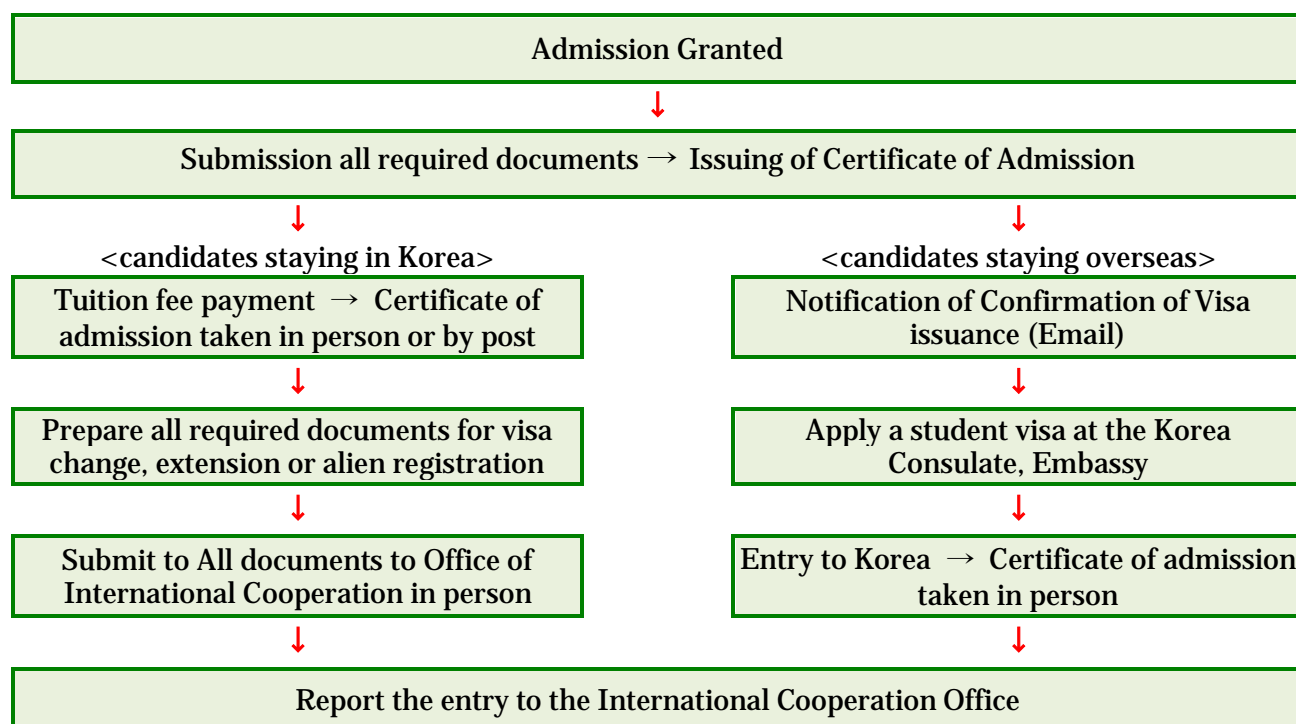 Admission Granted
↓
Submission all required documents → Issuing of Certificate of Admission
↓ ↓
<candidates staying in Korea>
Tuition fee payment → Certificate of
admission taken in person or by post
↓
Prepare all required documents for visa
change, extension or alien registration
↓
Submit to All documents to Office of
International Cooperation in person
↓
<candidates staying overseas>
Notification of Confirmation of Visa
issuance (Email)
↓
Apply a student visa at the Korea
Consulate, Embassy
↓
Entry to Korea → Certificate of admission
taken in person
↓
Report the entry to the International Cooperation Office